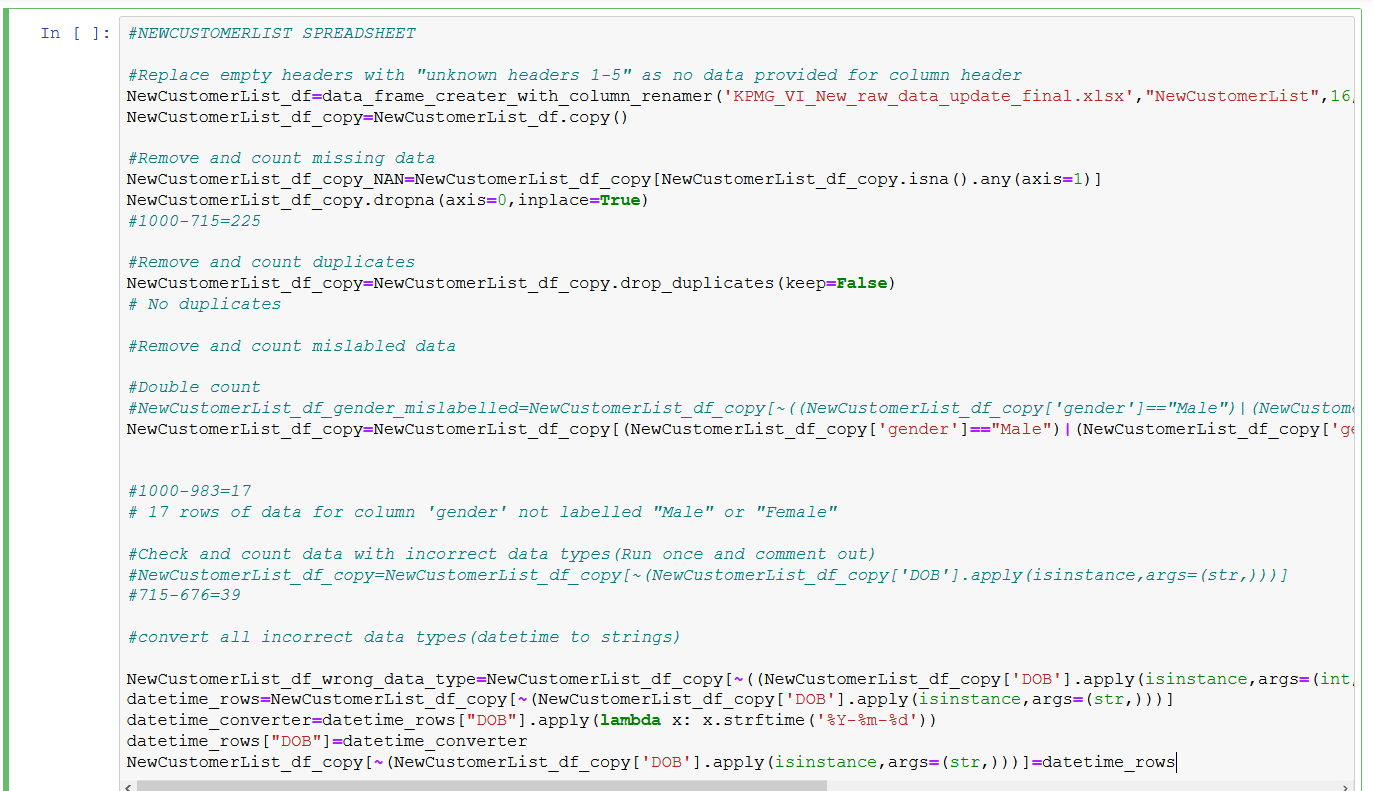 In [ ]:
#NEWCUSTOMERLIST SPREADSHEET
#Replace empty headers with "unknown headers 1-5" as no data provided for column header
NewCustomerList_df=data_frame_creater_with_column_renamer('KPMG_VI_New_raw_data_update_final.xlsx',"NewCustomerList",16,
NewCustomerList_df_copy=NewCustomerList_df.copy()
#Remove and count missing data
NewCustomerList_df_copy_NAN=NewCustomerList_df_copy[NewCustomerList_df_copy.isna().any(axis=1)]
NewCustomerList_df_copy.dropna(axis=0,inplace=True)
#1000-715=225
#Remove and count duplicates
NewCustomerList_df_copy=NewCustomerList_df_copy.drop_duplicates(keep=False)
# No duplicates
#Remove and count mislabled data
#Double count
#NewCustomerList_df_gender_mislabelled=NewCustomerList_df_copy[~((NewCustomerList_df_copy['gender']=="Male")|(NewCustome
NewCustomerList_df_copy=NewCustomerList_df_copy[(NewCustomerList_df_copy['gender']=="Male")|(NewCustomerList_df_copy['ge
#1000-983=17
# 17 rows of data for column 'gender' not labelled "Male" or "Female"
#Check and count data with incorrect data types(Run once and comment out)
#NewCustomerList_df_copy=NewCustomerList_df_copy[~(NewCustomerList_df_copy['DOB'].apply(isinstance,args=(str,)))]
#715-676=39
#convert all incorrect data types(datetime to strings)
NewCustomerList_df_wrong_data_type=NewCustomerList_df_copy[~((NewCustomerList_df_copy['DOB'].apply(isinstance,args=(int,
datetime_rows=NewCustomerList_df_copy[~(NewCustomerList_df_copy['DOB'].apply(isinstance,args=(str,)))]
datetime_converter=datetime_rows["DOB"].apply(lambda x: x.strftime('%Y-%m-%d'))
datetime_rows["DOB"]=datetime_converter
NewCustomerList_df_copy[~(NewCustomerList_df_copy['DOB'].apply(isinstance,args=(str,)))]=datetime_rows